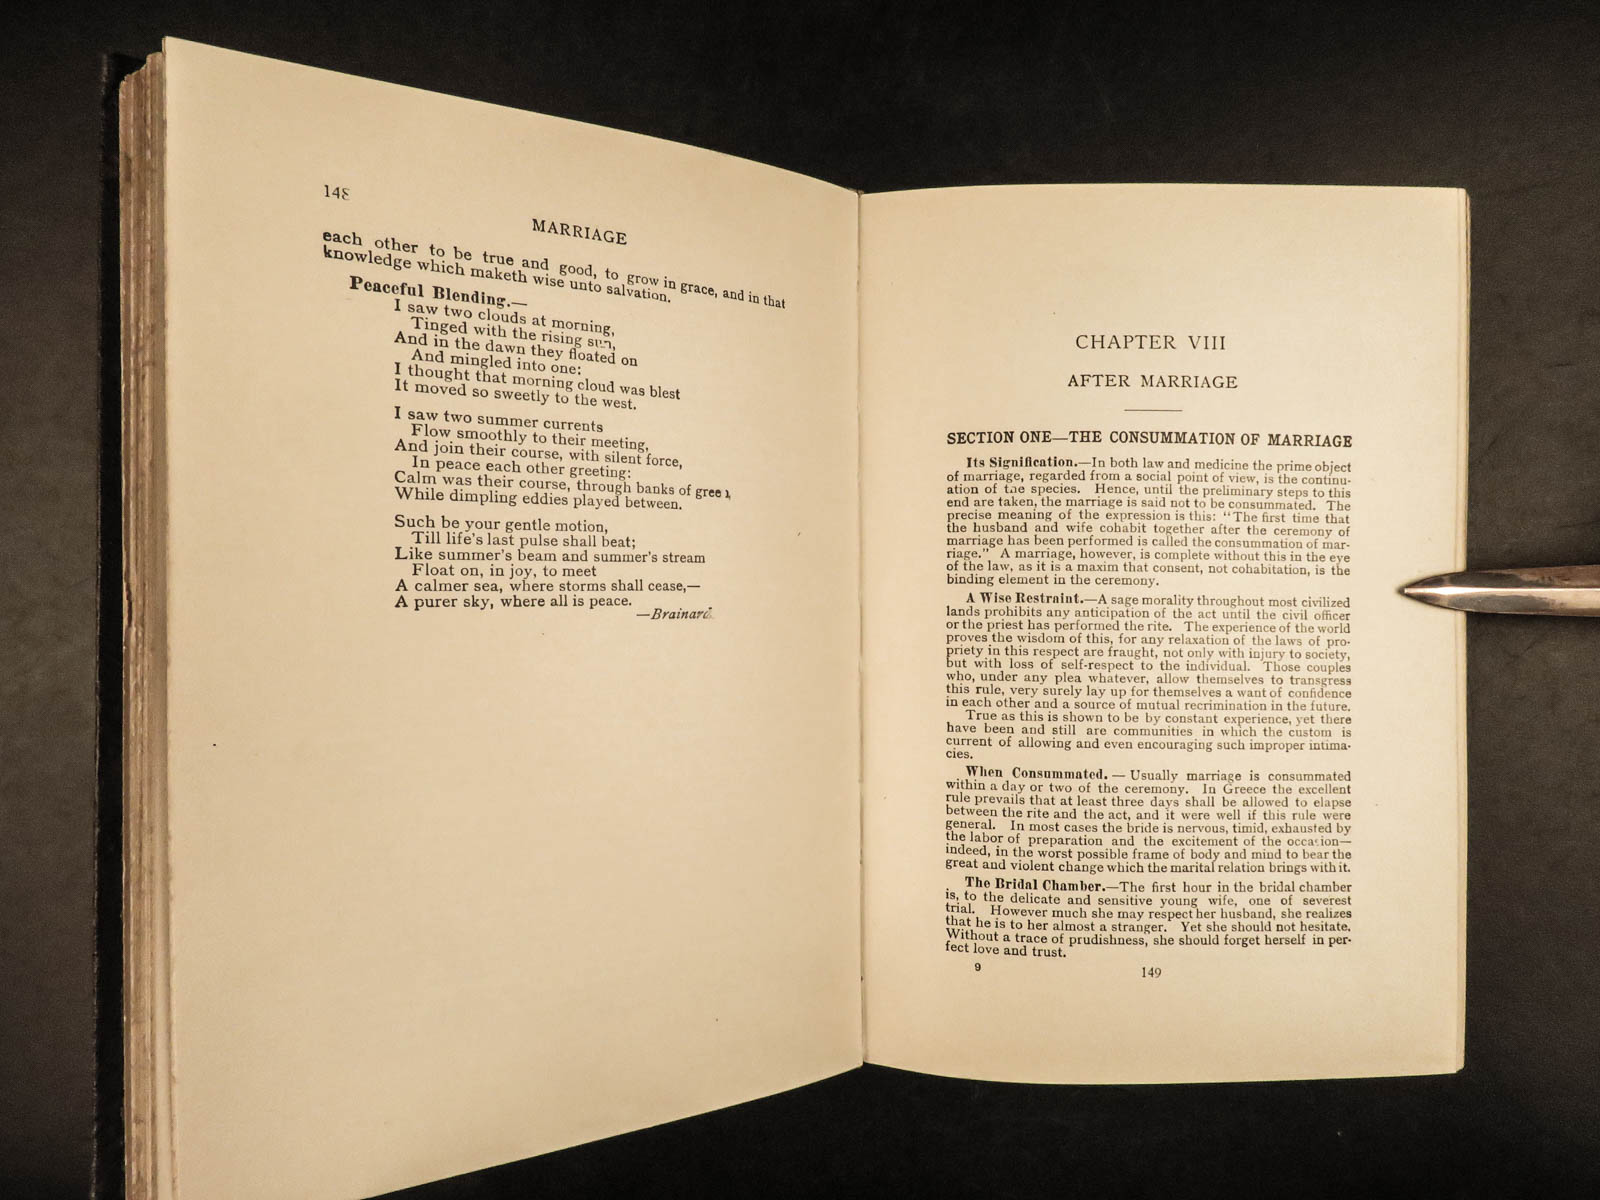 148
MARRIAGE
each other to be true and good, to grow in grace, and in that
knowledge which maketh wise unto salvation.
Peaceful Blending.—
I saw two clouds at morning,
Tinged with the rising sun,
And in the dawn they floated on
And mingled into one:
I thought that morning cloud was blest
It moved so sweetly to the west.
I saw two summer currents
Flow smoothly to their meeting,
And join their course, with silent force,
In peace each other greeting:
Calm was their course, through banks of green,
While dimpling eddies played between.
Such be your gentle motion,
Till life's last pulse shall beat;
Like summer's beam and summer's stream
Float on, in joy, to meet
A calmer sea, where storms shall cease,—
A purer sky, where all is peace.
—Brainard.
CHAPTER VIII
AFTER MARRIAGE
SECTION ONE—THE CONSUMMATION OF MARRIAGE
Its Signification.—In both law and medicine the prime object
of marriage, regarded from a social point of view, is the continu-
ation of the species. Hence, until the preliminary steps to this
end are taken, the marriage is said not to be consummated. The
precise meaning of the expression is this: "The first time that
the husband and wife cohabit together after the ceremony of
marriage has been performed is called the consummation of mar-
riage." A marriage, however, is complete without this in the eye
of the law, as it is a maxim that consent, not cohabitation, is the
binding element in the ceremony.
A Wise Restraint.—A sage morality throughout most civilized
lands prohibits any anticipation of the act until the civil officer
or the priest has performed the rite. The experience of the world
proves the wisdom of this, for any relaxation of the laws of pro-
priety in this respect are fraught, not only with injury to society,
but with loss of self-respect to the individual. Those couples
who, under any plea whatever, allow themselves to transgress
this rule, very surely lay up for themselves a want of confidence
in each other and a source of mutual recrimination in the future.
True as this is shown to be by constant experience, yet there
have been and still are communities in which the custom is
current of allowing and even encouraging such improper intima-
cies.
When Consummated. — Usually marriage is consummated
within a day or two of the ceremony. In Greece the excellent
rule prevails that at least three days shall be allowed to elapse
between the rite and the act, and it were well if this rule were
general. In most cases the bride is nervous, timid, exhausted by
the labor of preparation and the excitement of the occasion—
indeed, in the worst possible frame of body and mind to bear the
great and violent change which the marital relation brings with it.
The Bridal Chamber.—The first hour in the bridal chamber
is, to the delicate and sensitive young wife, one of severest
trial. However much she may respect her husband, she realizes
that he is to her almost a stranger. Yet she should not hesitate.
Without a trace of prudishness, she should forget herself in per-
fect love and trust.
9
149